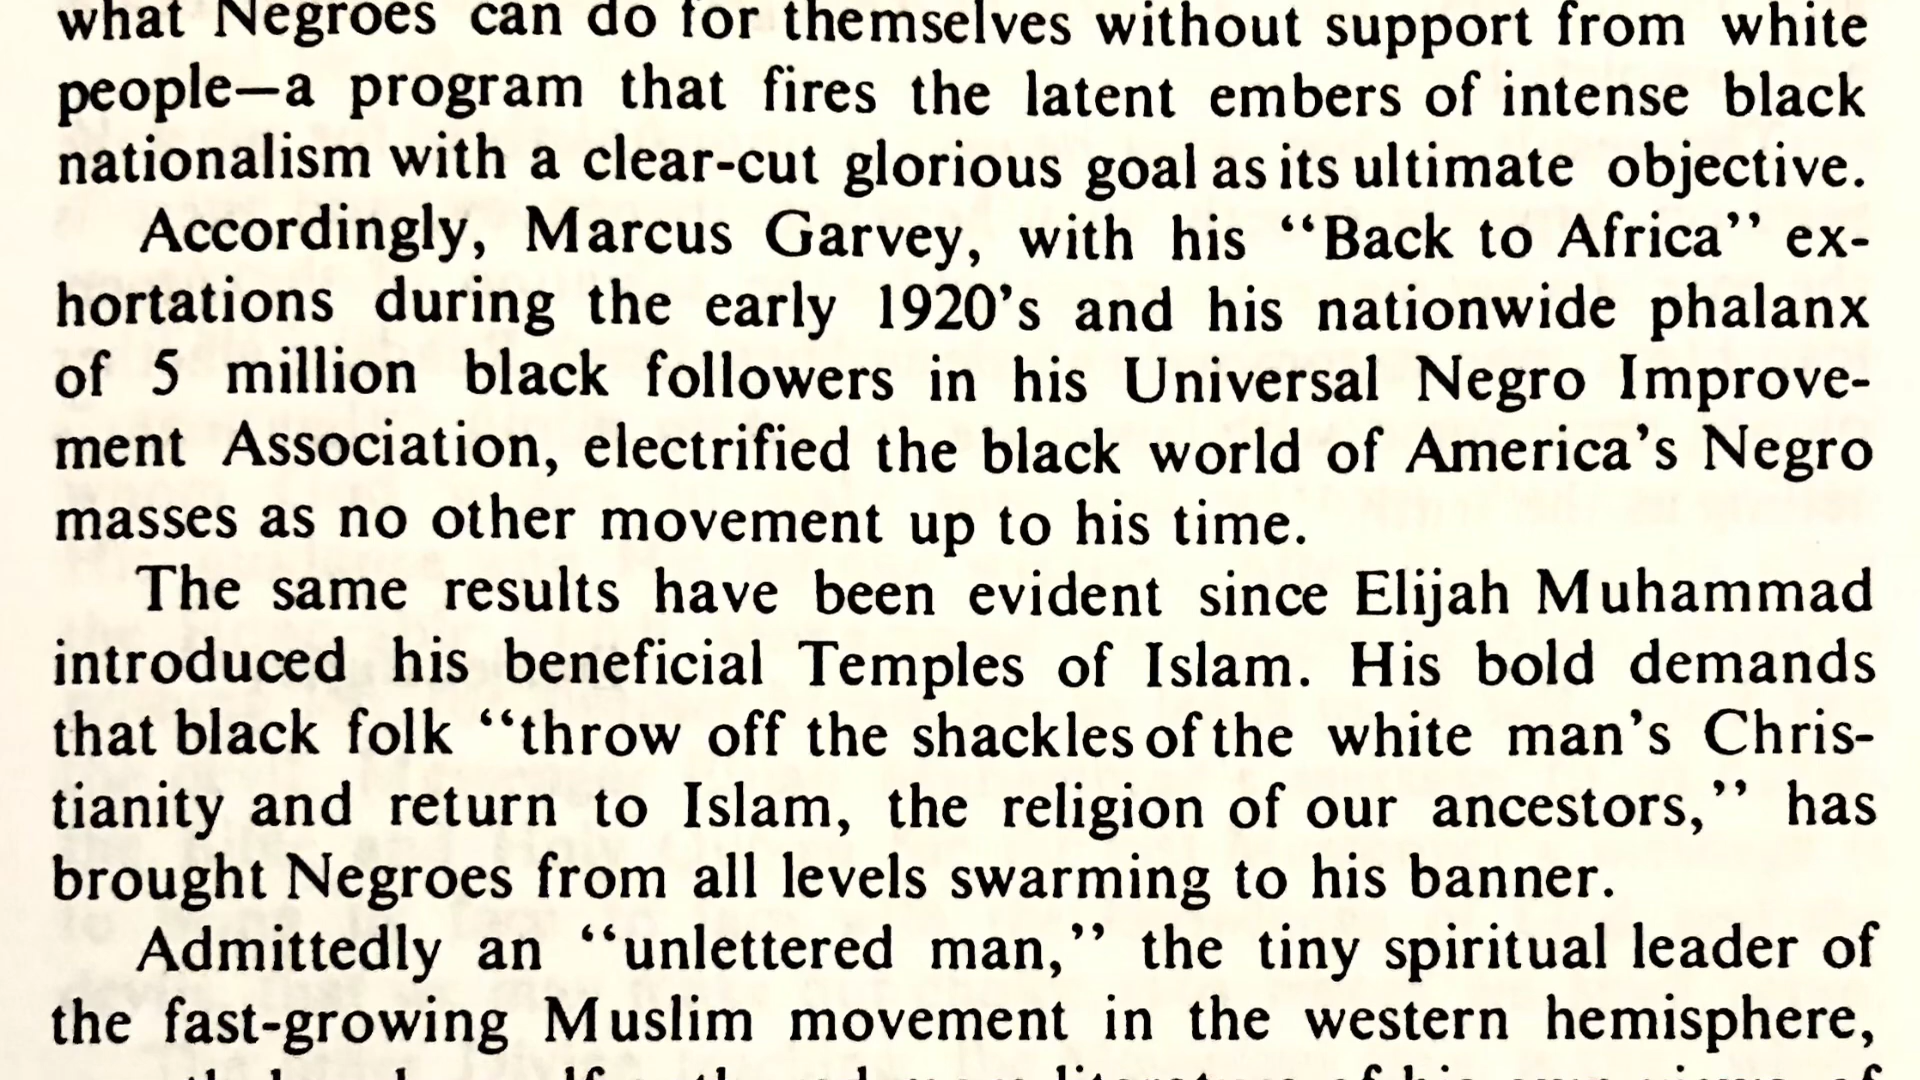 what Negroes can do for themselves without support from white
people—a program that fires the latent embers of intense black
nationalism with a clear-cut glorious goal as its ultimate objective.
Accordingly, Marcus Garvey, with his “Back to Africa” ex-
hortations during the early 1920’s and his nationwide phalanx
of 5 million black followers in his Universal Negro Improve-
ment Association, electrified the black world of America’s Negro
masses as no other movement up to his time.
The same results have been evident since Elijah Muhammad
introduced his beneficial Temples of Islam. His bold demands
that black folk “throw off the shackles of the white man’s Chris-
tianity and return to Islam, the religion of our ancestors,” has
brought Negroes from all levels swarming to his banner.
Admittedly an “unlettered man,” the tiny spiritual leader of
the fast-growing Muslim movement in the western hemisphere,
literature of his own views of